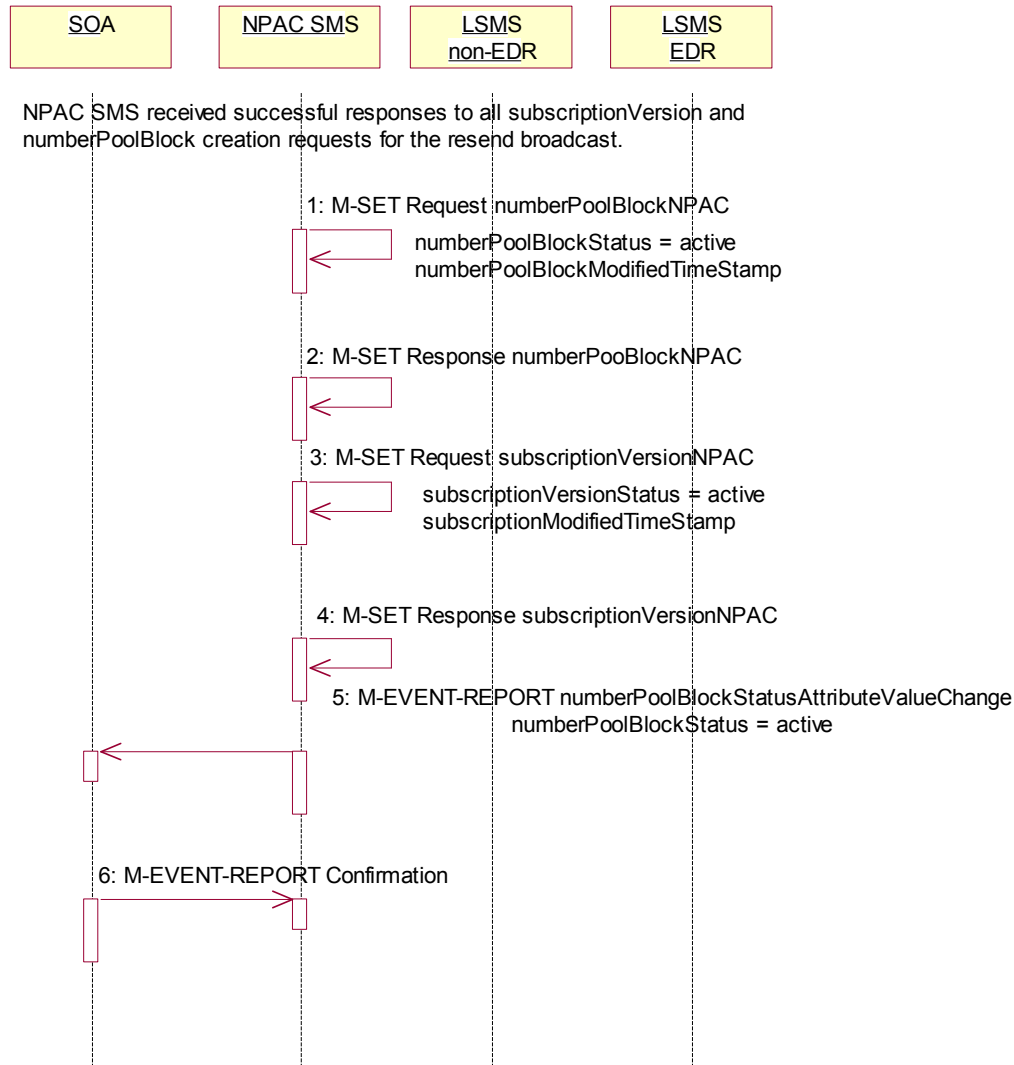 SOA
NPAC SMS
LSMS
non-EDR
LSMS
EDR
NPAC SMS received successful responses to all subscriptionVersion and
numberPoolBlock creation requests for the resend broadcast.
1: M-SET Request numberPoolBlockNPAC
numberPoolBlockStatus = active
numberPoolBlockModifiedTimeStamp
2: M-SET Response numberPooBlockNPAC
3: M-SET Request subscriptionVersionNPAC
subscriptionVersionStatus = active
subscriptionModifiedTimeStamp
4: M-SET Response subscriptionVersionNPAC
5: M-EVENT-REPORT numberPoolBlockStatusAttributeValueChange
numberPoolBlockStatus = active
6: M-EVENT-REPORT Confirmation